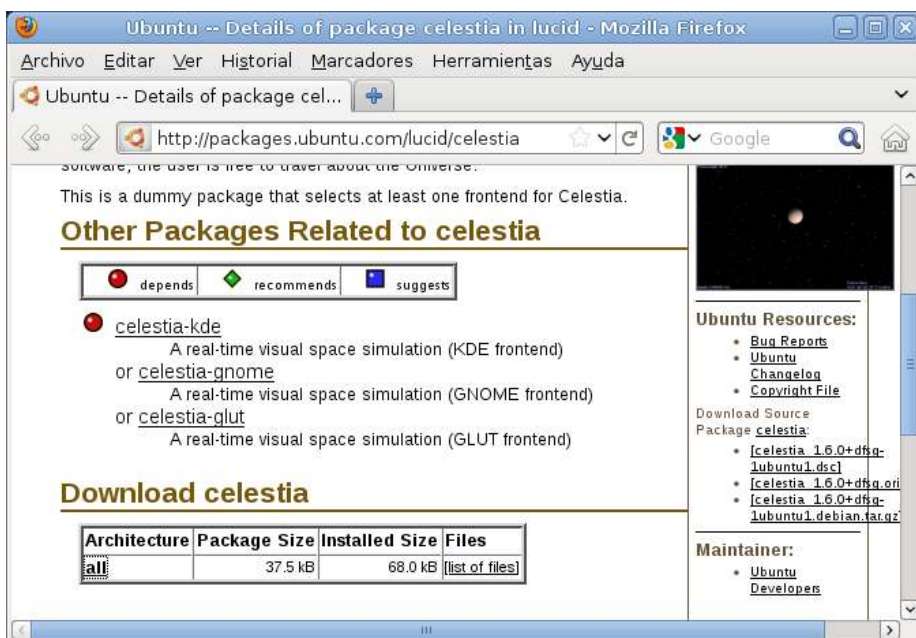 Ubuntu -- Details of package celestia in lucid - Mozilla Firefox
Archivo Editar Ver Historial Marcadores Herramientas Ayuda
Ubuntu -- Details of package cel...
http://packages.ubuntu.com/lucid/celestia
Google
software, the user is free to travel about the Universe.
This is a dummy package that selects at least one frontend for Celestia.
Other Packages Related to celestia
depends recommends suggests
celestia-kde
A real-time visual space simulation (KDE frontend)
or celestia-gnome
A real-time visual space simulation (GNOME frontend)
or celestia-glut
A real-time visual space simulation (GLUT frontend)
Download celestia
Architecture Package Size Installed Size Files
all 37.5 kB 68.0 kB [list of files]
Ubuntu Resources:
Bug Reports
Ubuntu
Changelog
Copyright File
Download Source
Package celestia:
[celestia_1.6.0+dfsg-
1ubuntu1.dsc]
[celestia_1.6.0+dfsg.ori
[celestia_1.6.0+dfsg-
1ubuntu1.debian.tar.gz]
Maintainer:
Ubuntu
Developers